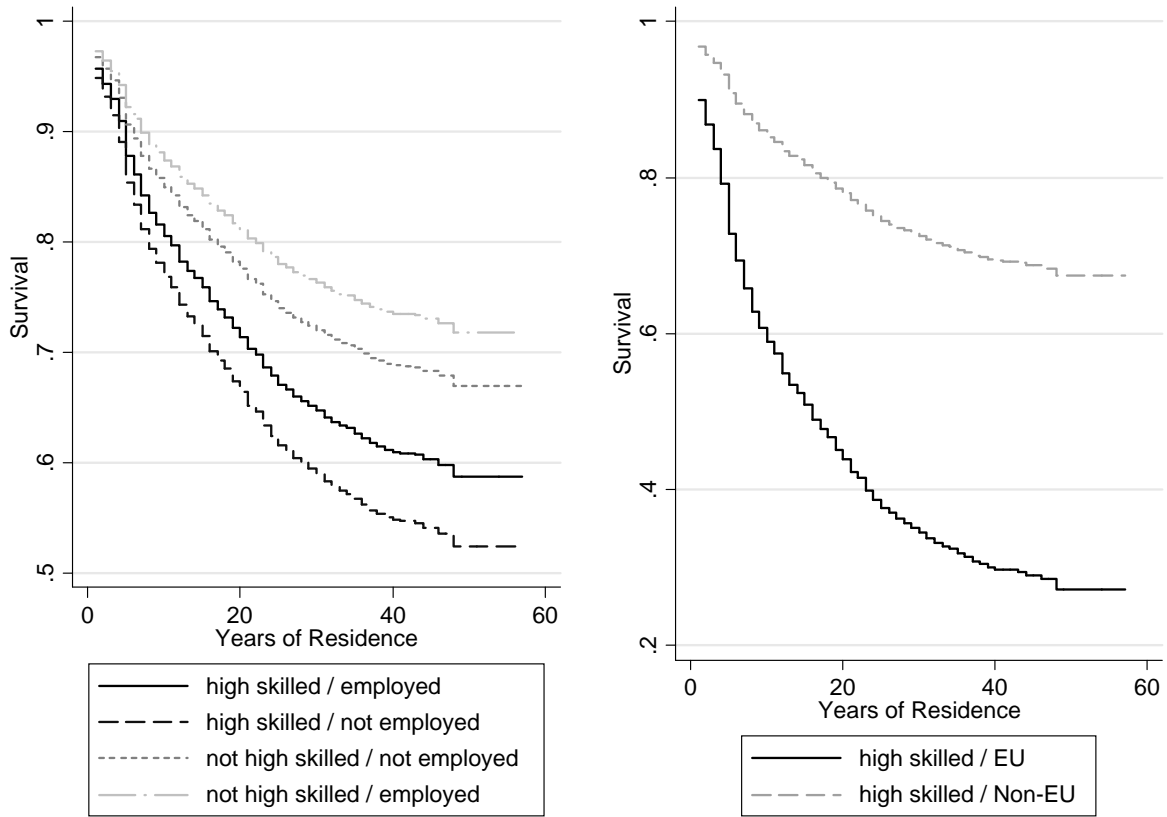 1
.9
.8
.7
.6
.5
Survival
0
20
40
60
Years of Residence
high skilled / employed
high skilled / not employed
not high skilled / not employed
not high skilled / employed
1
.8
.6
.4
.2
Survival
0
20
40
60
Years of Residence
high skilled / EU
high skilled / Non-EU